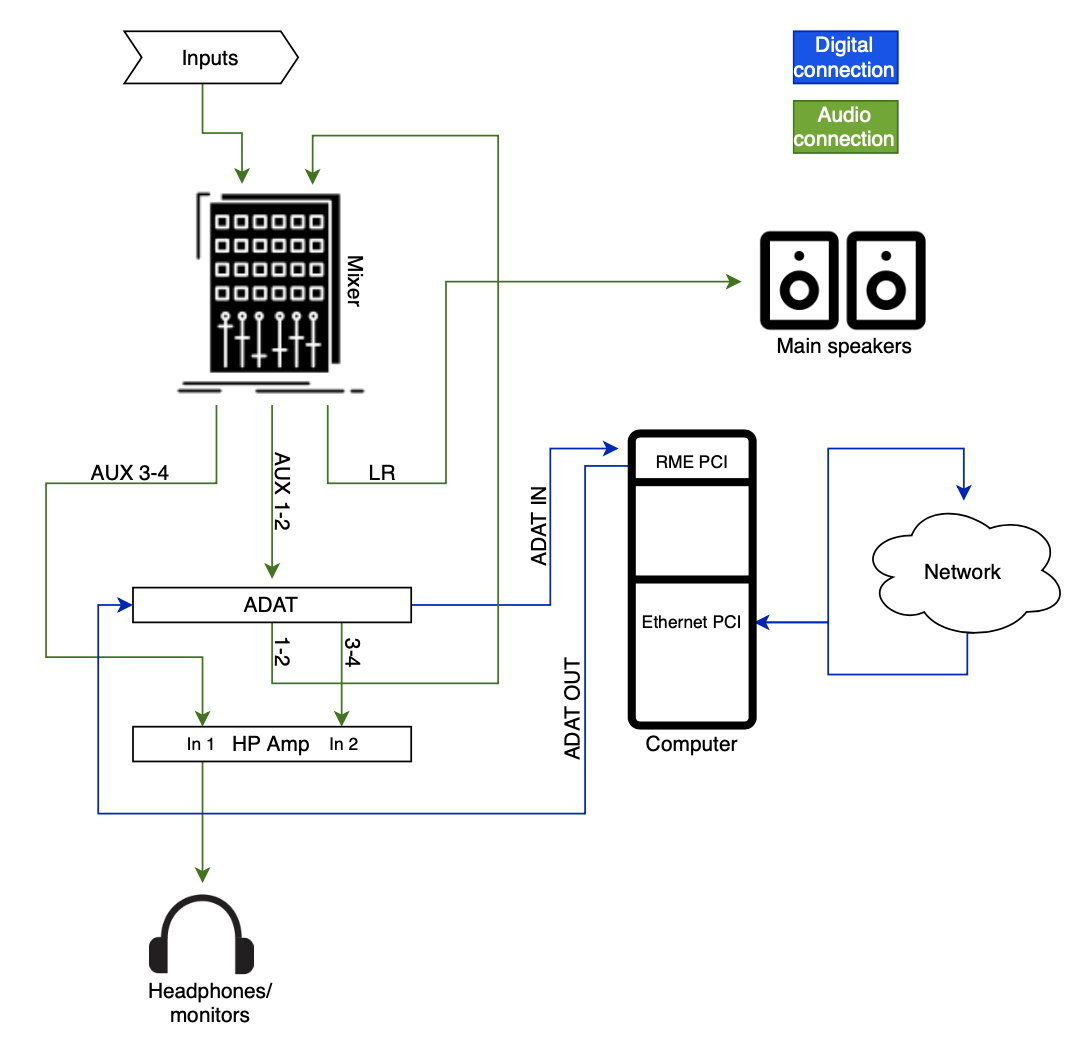 Inputs
Digital
connection
Audio
connection
Mixer
Main speakers
AUX 3-4
AUX 1-2
LR
ADAT IN
RME PCI
Network
ADAT
Ethernet PCI
1-2
3-4
ADAT OUT
In 1 HP Amp In 2
Computer
Headphones/
monitors